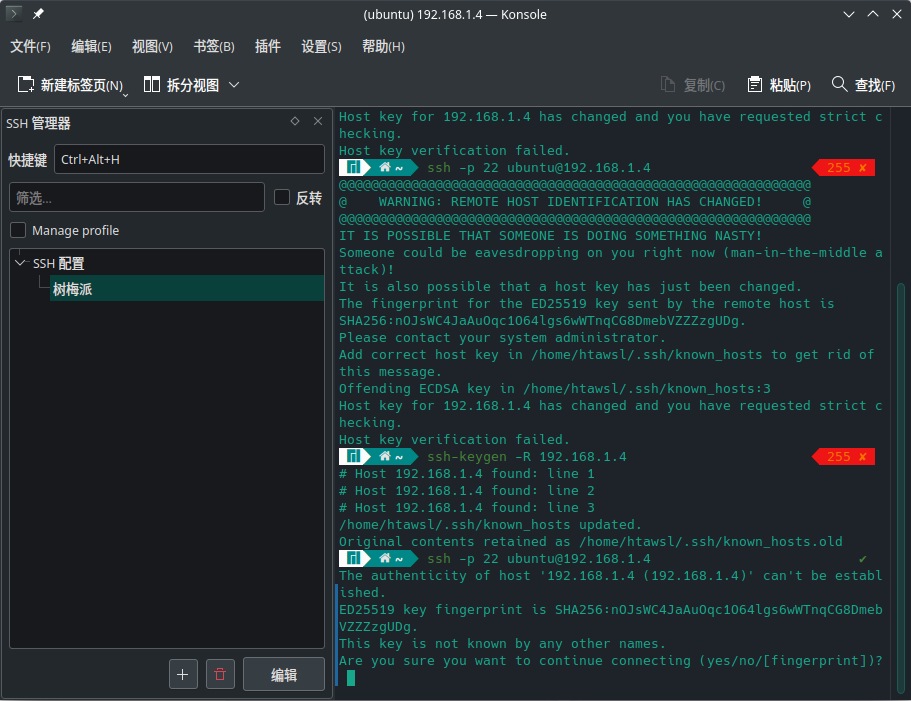 (ubuntu) 192.168.1.4 — Konsole
文件(F) 编辑(E) 视图(V) 书签(B) 插件 设置(S) 帮助(H)
新建标签页(N) 拆分视图 复制(C) 粘贴(P) 查找(F)
SSH 管理器
快捷键 Ctrl+Alt+H
筛选... 反转
Manage profile
SSH 配置
树梅派
编辑
Host key for 192.168.1.4 has changed and you have requested strict c
hecking.
Host key verification failed.
~ ssh -p 22 ubuntu@192.168.1.4 255 ✘
@@@@@@@@@@@@@@@@@@@@@@@@@@@@@@@@@@@@@@@@@@@@@@@@@@@@@@@@@@@
@    WARNING: REMOTE HOST IDENTIFICATION HAS CHANGED!     @
@@@@@@@@@@@@@@@@@@@@@@@@@@@@@@@@@@@@@@@@@@@@@@@@@@@@@@@@@@@
IT IS POSSIBLE THAT SOMEONE IS DOING SOMETHING NASTY!
Someone could be eavesdropping on you right now (man-in-the-middle a
ttack)!
It is also possible that a host key has just been changed.
The fingerprint for the ED25519 key sent by the remote host is
SHA256:nOJsWC4JaAuOqc1O64lgs6wWTnqCG8DmebVZZZzgUDg.
Please contact your system administrator.
Add correct host key in /home/htawsl/.ssh/known_hosts to get rid of
this message.
Offending ECDSA key in /home/htawsl/.ssh/known_hosts:3
Host key for 192.168.1.4 has changed and you have requested strict c
hecking.
Host key verification failed.
~ ssh-keygen -R 192.168.1.4 255 ✘
# Host 192.168.1.4 found: line 1
# Host 192.168.1.4 found: line 2
# Host 192.168.1.4 found: line 3
/home/htawsl/.ssh/known_hosts updated.
Original contents retained as /home/htawsl/.ssh/known_hosts.old
~ ssh -p 22 ubuntu@192.168.1.4 ✔
The authenticity of host '192.168.1.4 (192.168.1.4)' can't be establ
ished.
ED25519 key fingerprint is SHA256:nOJsWC4JaAuOqc1O64lgs6wWTnqCG8Dmeb
VZZZzgUDg.
This key is not known by any other names.
Are you sure you want to continue connecting (yes/no/[fingerprint])?